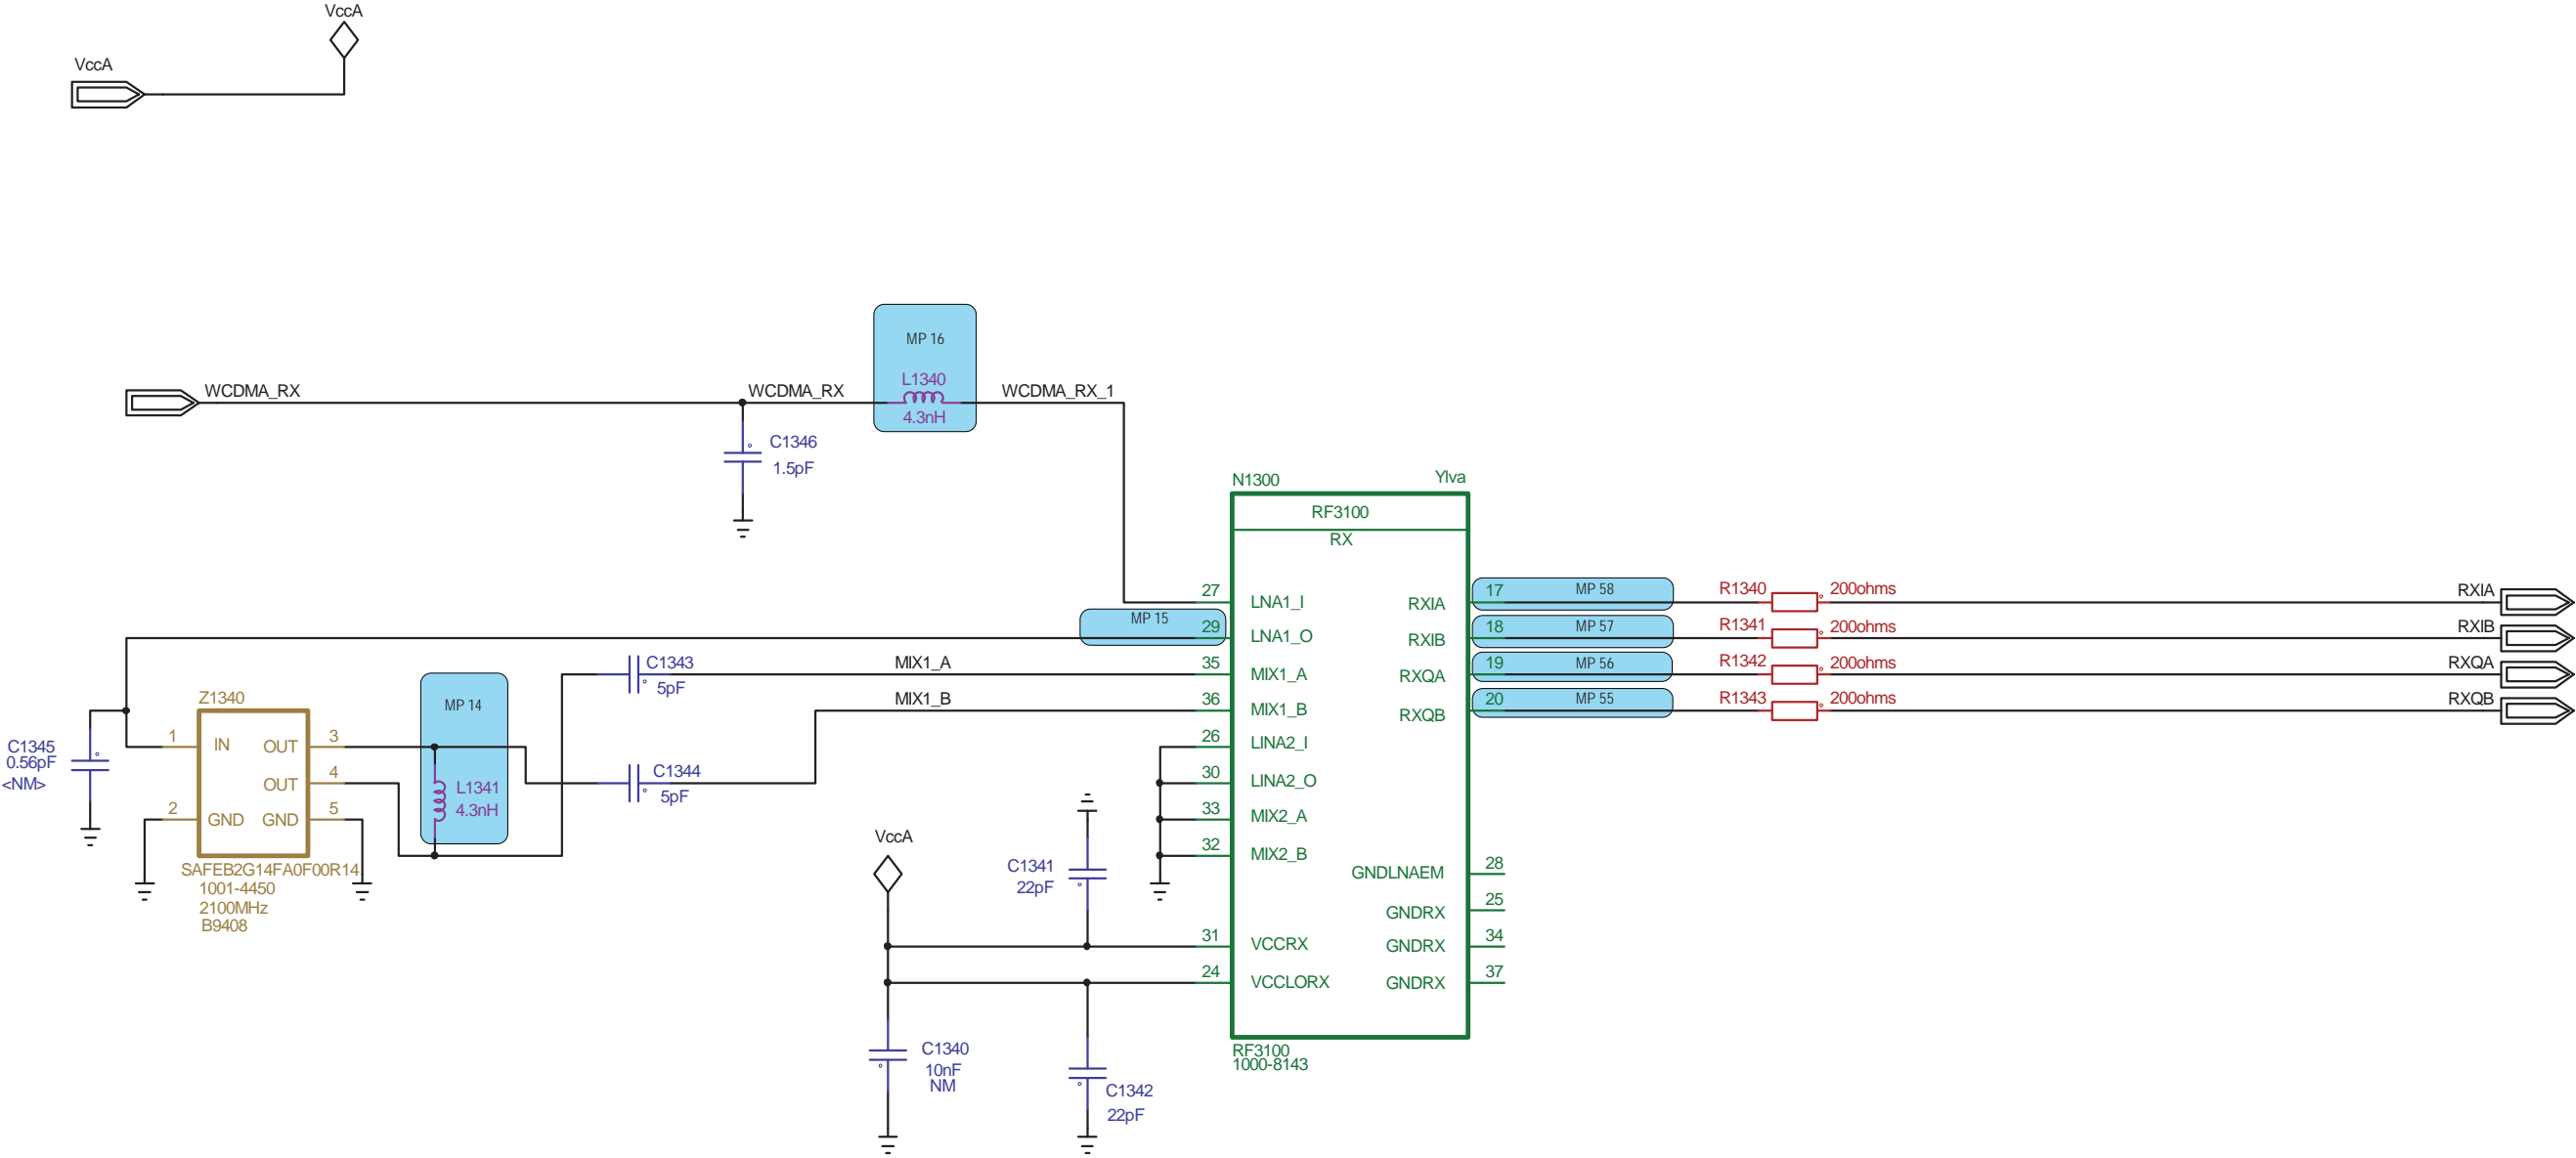 VccA
VccA
MP 16
WCDMA_RX
WCDMA_RX
L1340
WCDMA_RX_1
4.3nH
C1346
1.5pF
N1300
Ylva
RF3100
RX
27
LNA1_I
RXIA
17
MP 58
R1340
200ohms
RXIA
MP 15
29
LNA1_O
RXIB
18
MP 57
R1341
200ohms
RXIB
C1343
5pF
MIX1_A
35
MIX1_A
RXQA
19
MP 56
R1342
200ohms
RXQA
MIX1_B
36
MIX1_B
RXQB
20
MP 55
R1343
200ohms
RXQB
Z1340
MP 14
C1345
0.56pF
<NM>
1
IN
OUT
3
OUT
4
2
GND
GND
5
L1341
4.3nH
C1344
5pF
26
LINA2_I
30
LINA2_O
33
MIX2_A
32
MIX2_B
SAFEB2G14FA0F00R14
1001-4450
2100MHz
B9408
VccA
C1341
22pF
GNDLNAEM
28
GNDRX
25
31
VCCRX
GNDRX
34
24
VCCLORX
GNDRX
37
C1340
10nF
NM
C1342
22pF
RF3100
1000-8143